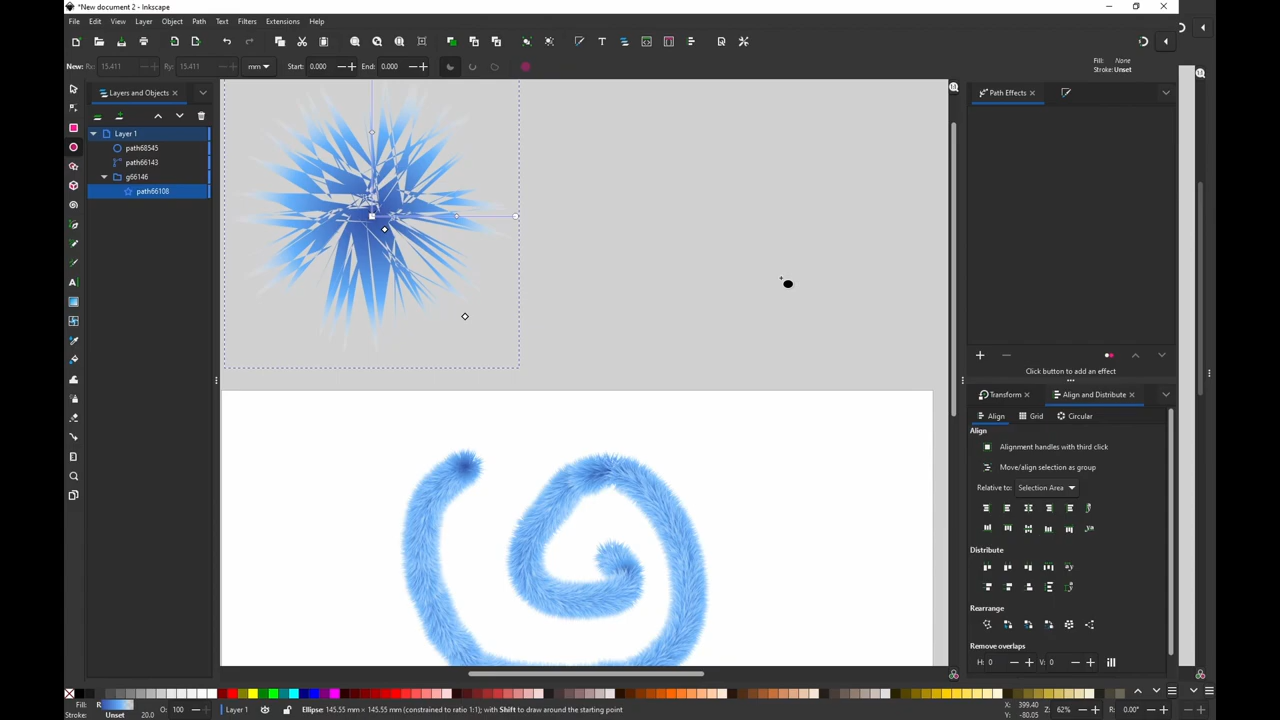 *New document 2 - Inkscape
File Edit View Layer Object Path Text Filters Extensions Help
New: Rx: 15.411 Ry: 15.411 mm Start: 0.000 End: 0.000 Fill: None
Stroke: Unset
Layers and Objects
Path Effects
Layer 1
path68545
path66143
g66146
path66108
Click button to add an effect
Transform Align and Distribute
Align Grid Circular
Align
Alignment handles with third click
Move/align selection as group
Relative to: Selection Area
Distribute
Rearrange
Remove overlaps
H: 0 V: 0
Fill: R O: 100 Layer 1 Ellipse: 145.55 mm × 145.55 mm (constrained to ratio 1:1); with Shift to draw around the starting point X: 399.40 Z: 62% R: 0.00°
Stroke: Unset 20.0 Y: -80.05